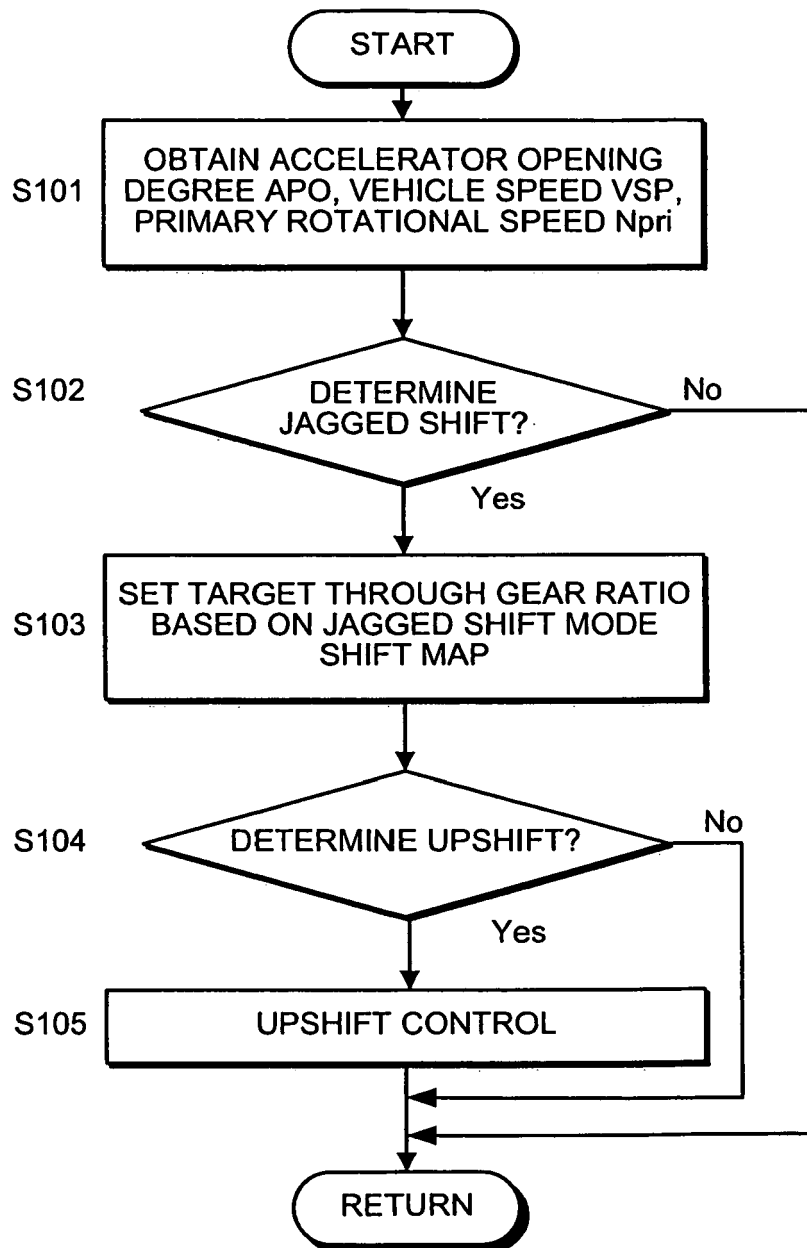 START
S101
OBTAIN ACCELERATOR OPENING
DEGREE APO, VEHICLE SPEED VSP,
PRIMARY ROTATIONAL SPEED Npri
S102
DETERMINE
JAGGED SHIFT?
No
Yes
S103
SET TARGET THROUGH GEAR RATIO
BASED ON JAGGED SHIFT MODE
SHIFT MAP
S104
DETERMINE UPSHIFT?
No
Yes
S105
UPSHIFT CONTROL
RETURN